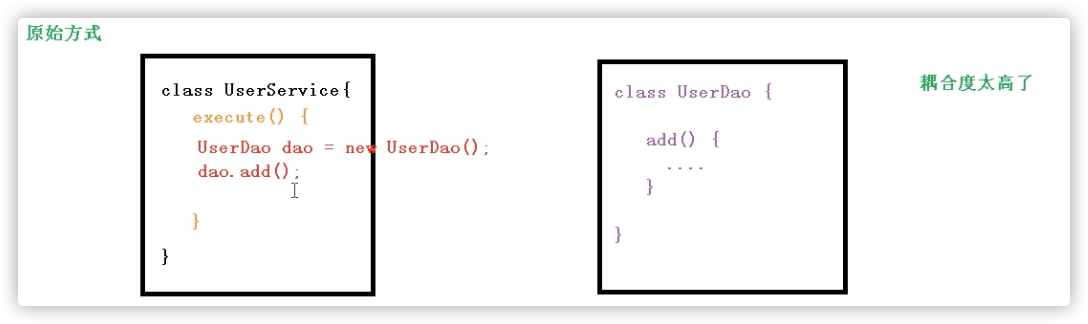 原始方式
class UserService{
execute() {
UserDao dao = new UserDao();
dao.add();
}
}
class UserDao {
add() {
....
}
}
耦合度太高了